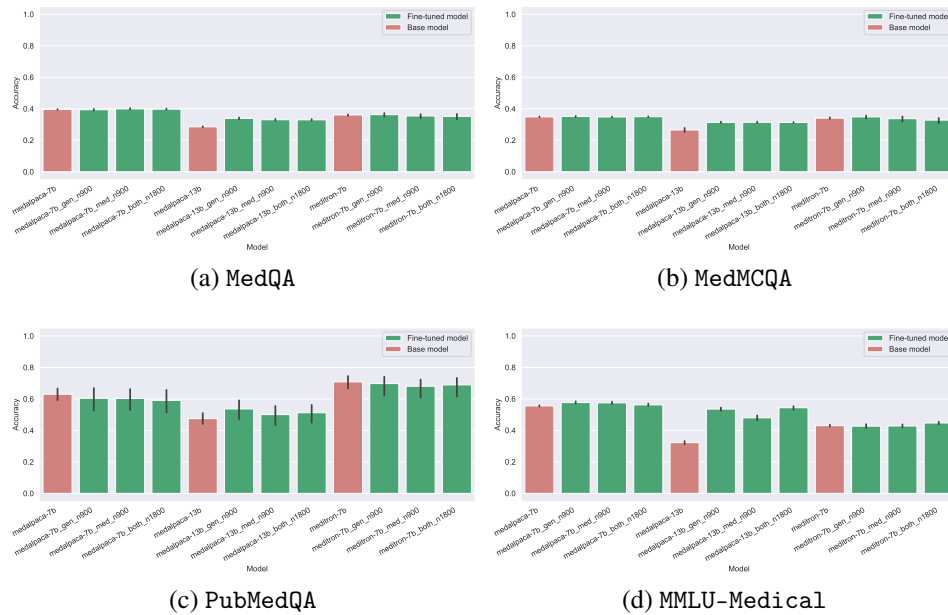 Fine-tuned model
Base model
1.0
0.8
0.6
0.4
0.2
0.0
Accuracy
medalpaca-7b
medalpaca-7b_gen_n900
medalpaca-7b_med_n900
medalpaca-7b_both_n1800
medalpaca-13b
medalpaca-13b_gen_n900
medalpaca-13b_med_n900
medalpaca-13b_both_n1800
meditron-7b
meditron-7b_gen_n900
meditron-7b_med_n900
meditron-7b_both_n1800
Model
(a) MedQA
Fine-tuned model
Base model
1.0
0.8
0.6
0.4
0.2
0.0
Accuracy
medalpaca-7b
medalpaca-7b_gen_n900
medalpaca-7b_med_n900
medalpaca-7b_both_n1800
medalpaca-13b
medalpaca-13b_gen_n900
medalpaca-13b_med_n900
medalpaca-13b_both_n1800
meditron-7b
meditron-7b_gen_n900
meditron-7b_med_n900
meditron-7b_both_n1800
Model
(b) MedMCQA
Fine-tuned model
Base model
1.0
0.8
0.6
0.4
0.2
0.0
Accuracy
medalpaca-7b
medalpaca-7b_gen_n900
medalpaca-7b_med_n900
medalpaca-7b_both_n1800
medalpaca-13b
medalpaca-13b_gen_n900
medalpaca-13b_med_n900
medalpaca-13b_both_n1800
meditron-7b
meditron-7b_gen_n900
meditron-7b_med_n900
meditron-7b_both_n1800
Model
(c) PubMedQA
Fine-tuned model
Base model
1.0
0.8
0.6
0.4
0.2
0.0
Accuracy
medalpaca-7b
medalpaca-7b_gen_n900
medalpaca-7b_med_n900
medalpaca-7b_both_n1800
medalpaca-13b
medalpaca-13b_gen_n900
medalpaca-13b_med_n900
medalpaca-13b_both_n1800
meditron-7b
meditron-7b_gen_n900
meditron-7b_med_n900
meditron-7b_both_n1800
Model
(d) MMLU-Medical